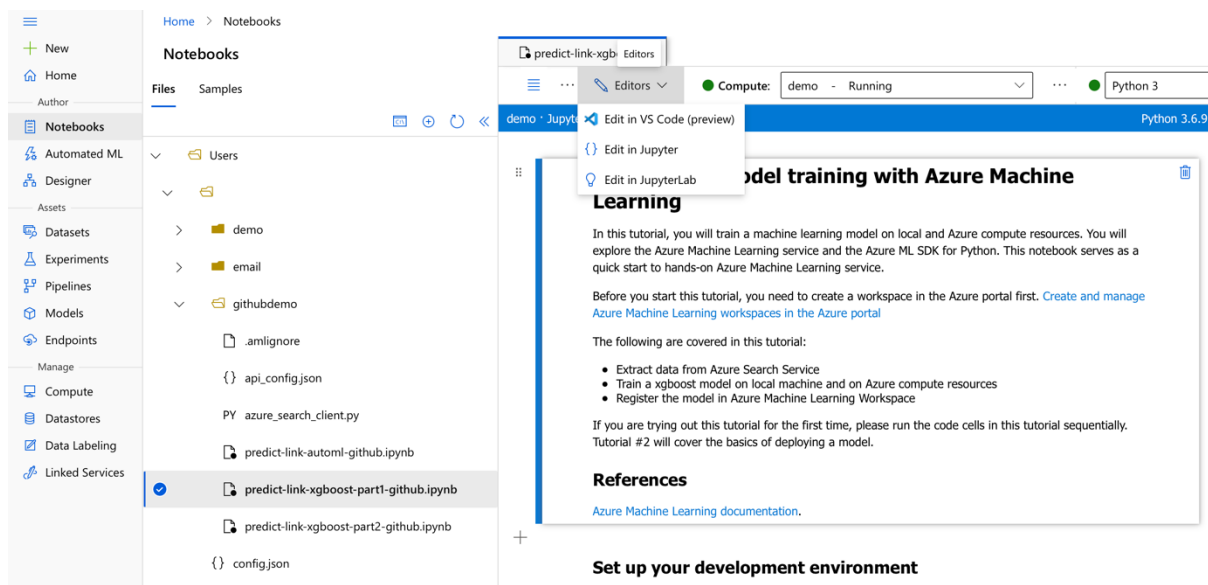 Home > Notebooks
New
Home
Author
Notebooks
Automated ML
Designer
Assets
Datasets
Experiments
Pipelines
Models
Endpoints
Manage
Compute
Datastores
Data Labeling
Linked Services
Notebooks
Files Samples
Users
demo
email
githubdemo
.amlignore
{} api_config.json
PY azure_search_client.py
predict-link-automl-github.ipynb
predict-link-xgboost-part1-github.ipynb
predict-link-xgboost-part2-github.ipynb
{} config.json
predict-link-xgb Editors
... Editors Compute: demo - Running ... Python 3
demo · Jupyte Python 3.6.9
Edit in VS Code (preview)
{} Edit in Jupyter
Edit in JupyterLab
odel training with Azure Machine
Learning
In this tutorial, you will train a machine learning model on local and Azure compute resources. You will
explore the Azure Machine Learning service and the Azure ML SDK for Python. This notebook serves as a
quick start to hands-on Azure Machine Learning service.
Before you start this tutorial, you need to create a workspace in the Azure portal first. Create and manage
Azure Machine Learning workspaces in the Azure portal
The following are covered in this tutorial:
• Extract data from Azure Search Service
• Train a xgboost model on local machine and on Azure compute resources
• Register the model in Azure Machine Learning Workspace
If you are trying out this tutorial for the first time, please run the code cells in this tutorial sequentially.
Tutorial #2 will cover the basics of deploying a model.
References
Azure Machine Learning documentation.
Set up your development environment